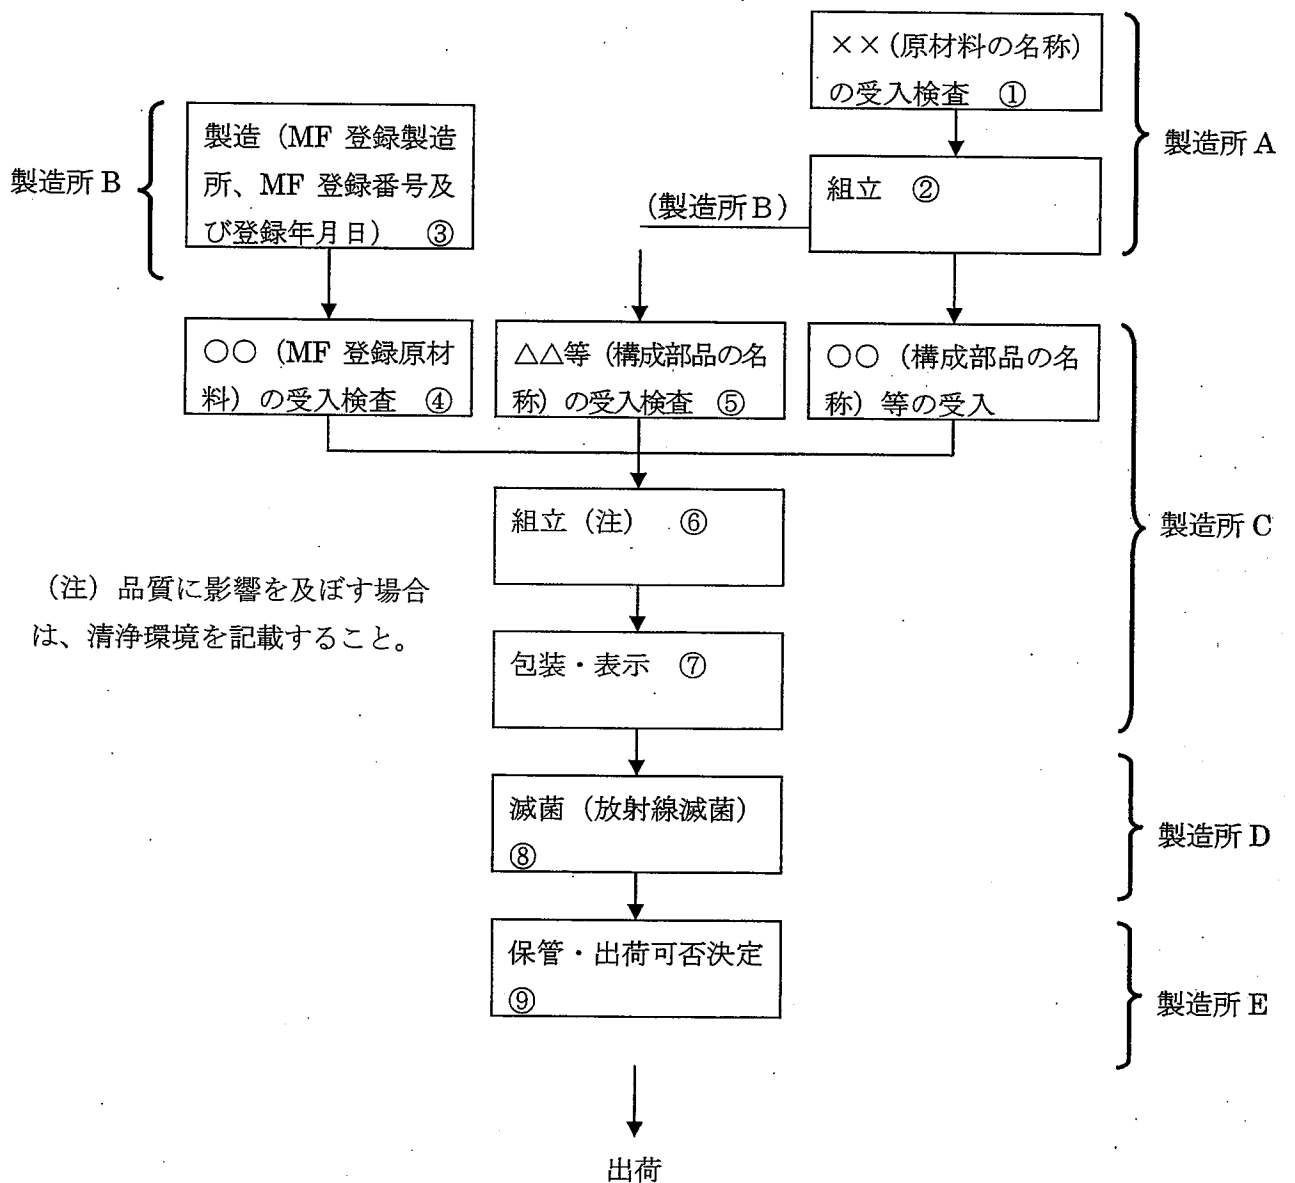 ××(原材料の名称)
の受入検査 ①
製造所 A
組立 ②
製造(MF 登録製造
所、MF 登録番号及
び登録年月日) ③
製造所 B
(製造所B)
○○(MF 登録原材
料)の受入検査 ④
△△等(構成部品の名
称)の受入検査 ⑤
○○(構成部品の名
称)等の受入
製造所 C
組立(注) ⑥
(注)品質に影響を及ぼす場合
は、清浄環境を記載すること。
包装・表示 ⑦
滅菌(放射線滅菌)
⑧
製造所 D
保管・出荷可否決定
⑨
製造所 E
出荷